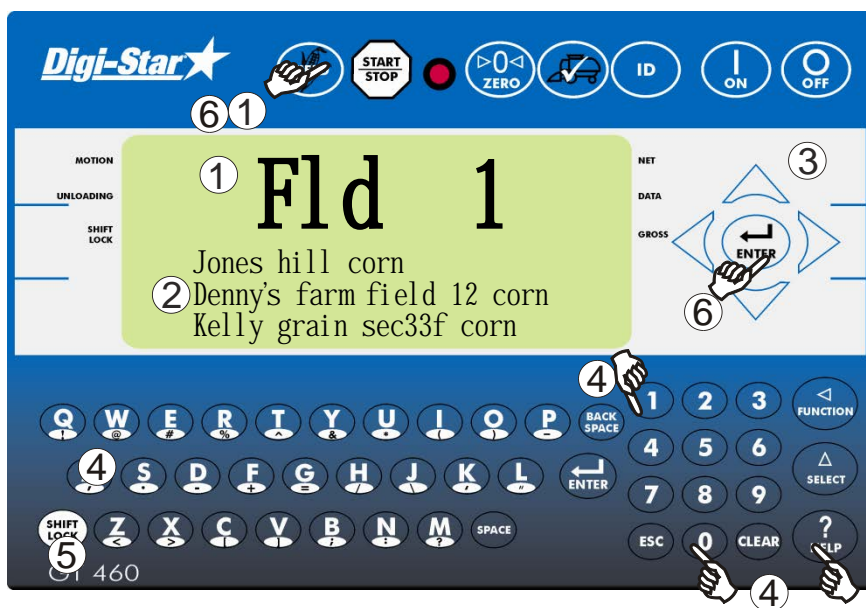 Digi-Star
START
STOP
0
ZERO
ID
ON
OFF
6 1
MOTION
UNLOADING
SHIFT
LOCK
1
Fld 1
Jones hill corn
2
Denny's farm field 12 corn
Kelly grain sec33f corn
NET
DATA
GROSS
3
ENTER
6
4
Q ! W @ E # R % T ^ Y & U * I ( O ) P -
BACK
SPACE
1 2 3
FUNCTION
4
S D - F + G = H / J \ K ' L "
ENTER
4 5 6
SELECT
7 8 9
SHIFT
LOCK
5
Z < X > C [ V ] B ; N : M ?
SPACE
ESC 0 CLEAR
?
HELP
4
GT 460